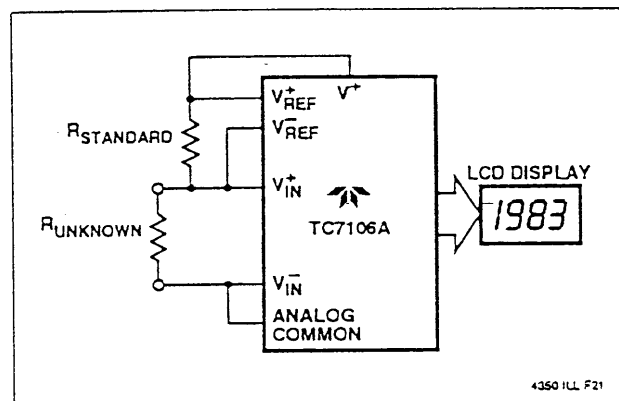 V+
V+REF
V-REF
RSTANDARD
V+IN
LCD DISPLAY
TC7106A
1983
RUNKNOWN
V-IN
ANALOG
COMMON
4350 ILL F21